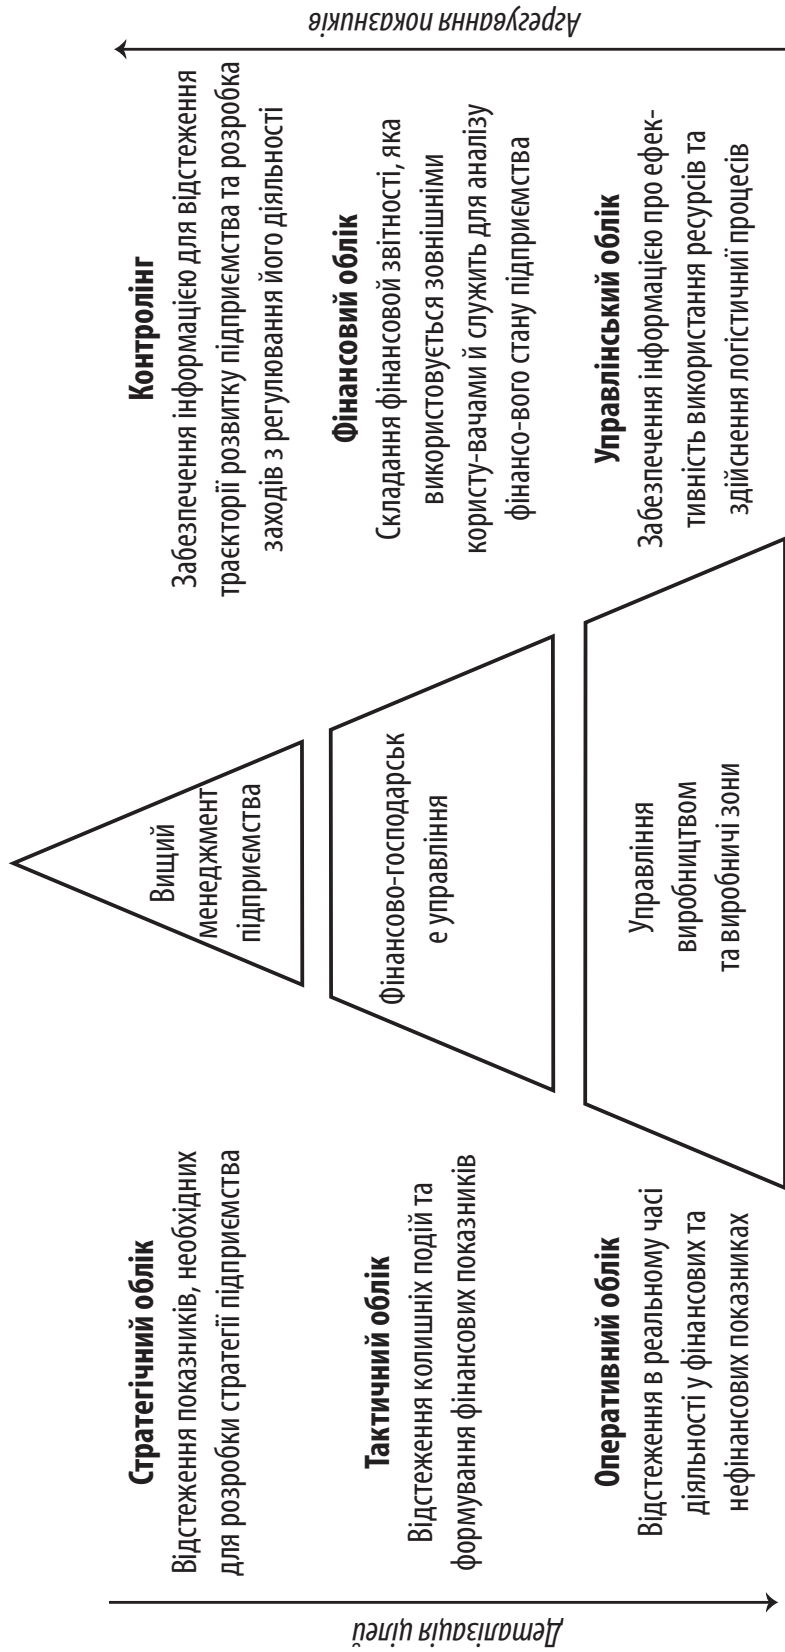 Деталізація цілей
Стратегічний облік
Відстеження показників, необхідних
для розробки стратегії підприємства
Тактичний облік
Відстеження колишніх подій та
формування фінансових показників
Оперативний облік
Відстеження в реальному часі
діяльності у фінансових та
нефінансових показниках
Вищий
менеджмент
підприємства
Фінансово-господарськ
е управління
Управління
виробництвом
та виробничі зони
Контролінг
Забезпечення інформацією для відстеження
траєкторії розвитку підприємства та розробка
заходів з регулювання його діяльності
Фінансовий облік
Складання фінансової звітності, яка
використовується зовнішніми
користу-вачами й служить для аналізу
фінансо-вого стану підприємства
Управлінський облік
Забезпечення інформацією про ефек-
тивність використання ресурсів та
здійснення логістичниї процесів
Агрегування показників